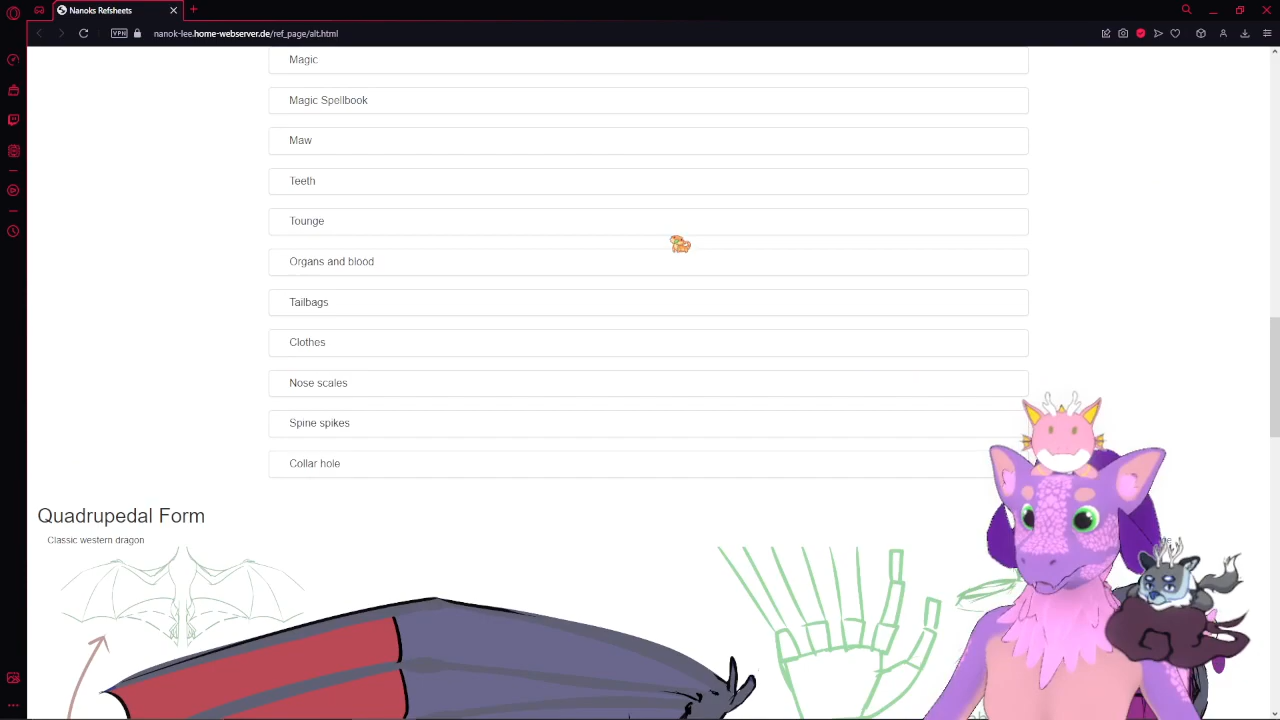 Nanoks Refsheets
VPN
nanok-lee.home-webserver.de/ref_page/alt.html
Magic
Magic Spellbook
Maw
Teeth
Tounge
Organs and blood
Tailbags
Clothes
Nose scales
Spine spikes
Collar hole
Quadrupedal Form
Classic western dragon